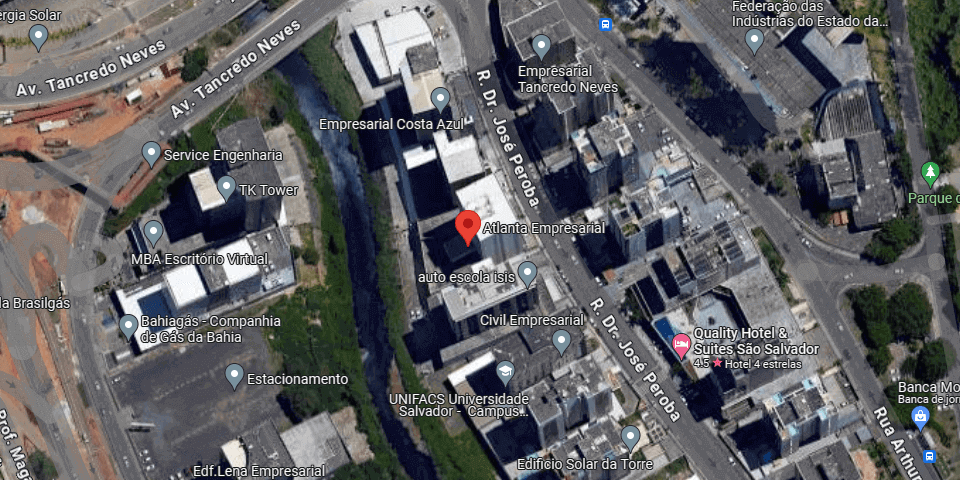 ergia Solar
Av. Tancredo Neves
Av. Tancredo Neves
Federação das
Indústrias do Estado da...
Empresarial
Tancredo Neves
R. Dr. José Peroba
Empresarial Costa Azul
Service Engenharia
TK Tower
Parque d
Atlanta Empresarial
MBA Escritório Virtual
auto escola isis
da Brasilgás
Bahiagás - Companhia
de Gás da Bahia
Civil Empresarial
R. Dr. José Peroba
Quality Hotel &
Suites São Salvador
4,5 ★ Hotel 4 estrelas
Estacionamento
UNIFACS Universidade
Salvador - Campus...
Banca Mo
Banca de jorn
Rua Arthur
Prof. Maga
Edificio Solar da Torre
Edf.Lena Empresarial